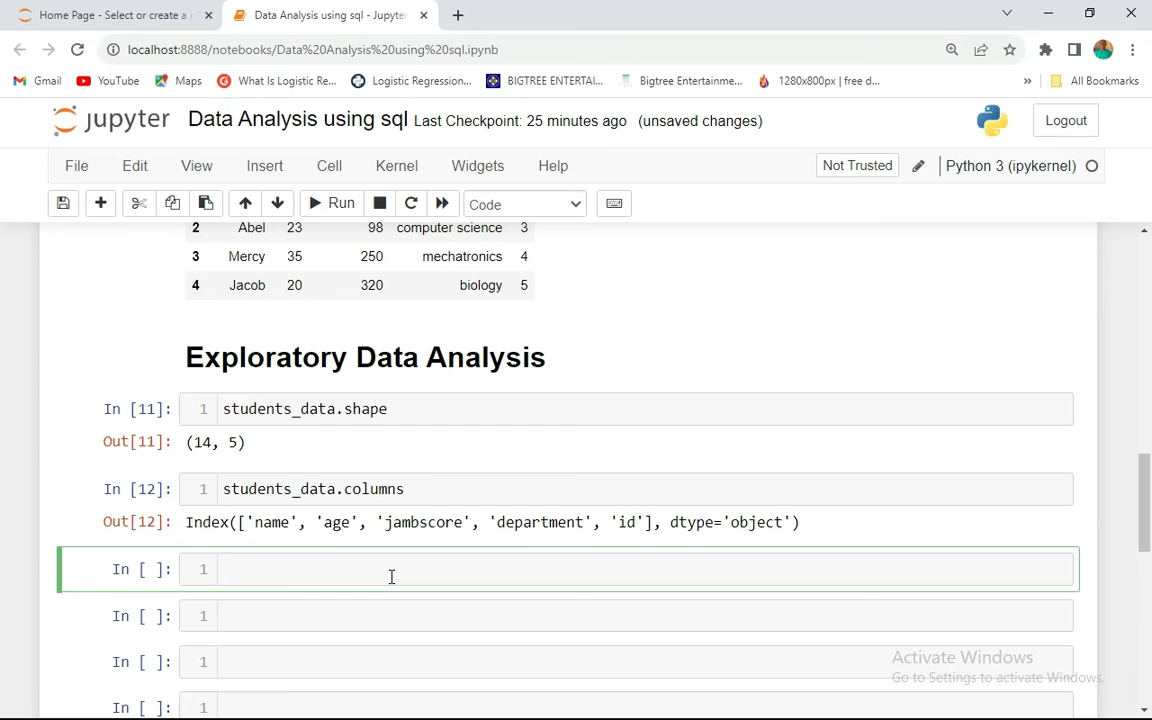 Home Page - Select or create a
Data Analysis using sql - Jupyter
localhost:8888/notebooks/Data%20Analysis%20using%20sql.ipynb
Gmail YouTube Maps What Is Logistic Re... Logistic Regression... BIGTREE ENTERTAI... Bigtree Entertainme... 1280x800px | free d... » All Bookmarks
jupyter Data Analysis using sql Last Checkpoint: 25 minutes ago (unsaved changes) Logout
File Edit View Insert Cell Kernel Widgets Help Not Trusted Python 3 (ipykernel)
Run Code
2 Abel 23 98 computer science 3
3 Mercy 35 250 mechatronics 4
4 Jacob 20 320 biology 5
Exploratory Data Analysis
In [11]: 1 students_data.shape
Out[11]: (14, 5)
In [12]: 1 students_data.columns
Out[12]: Index(['name', 'age', 'jambscore', 'department', 'id'], dtype='object')
In [ ]: 1
In [ ]: 1
In [ ]: 1
Activate Windows
Go to Settings to activate Windows.
In [ ]: 1